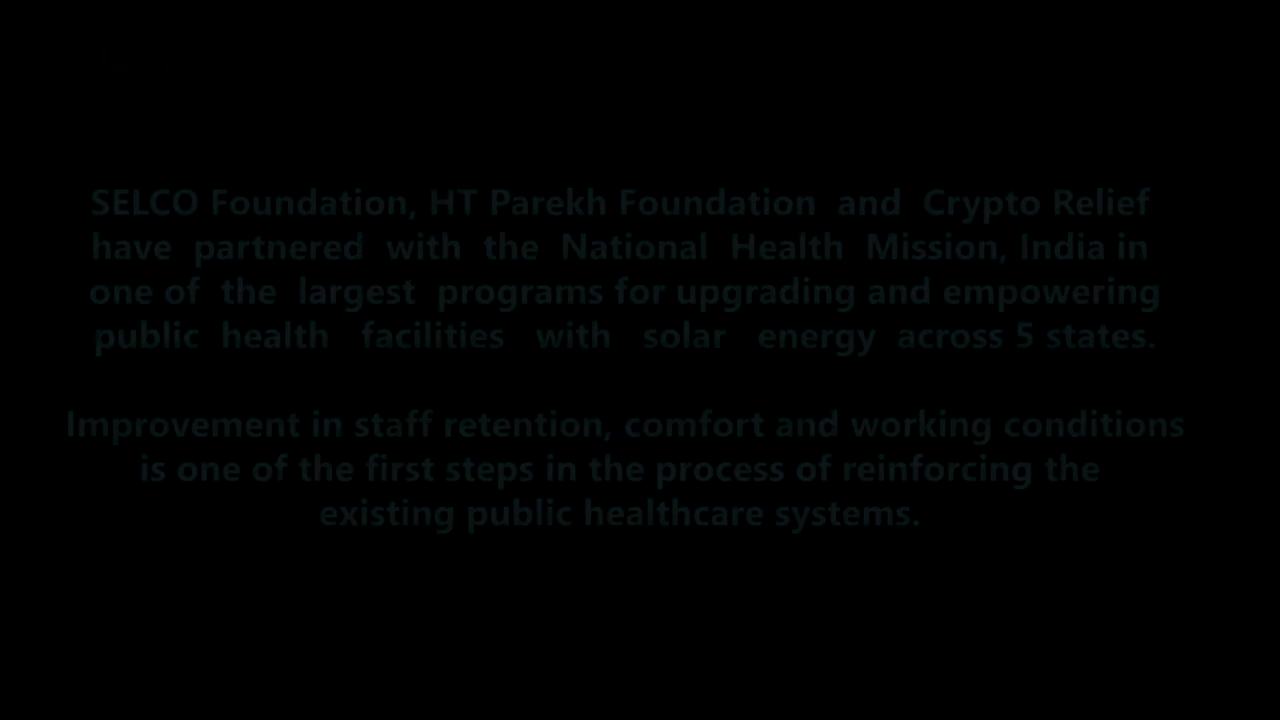 SELCO Foundation, HT Parekh Foundation and Crypto Relief
have partnered with the National Health Mission, India in
one of the largest programs for upgrading and empowering
public health facilities with solar energy across 5 states.
Improvement in staff retention, comfort and working conditions
is one of the first steps in the process of reinforcing the
existing public healthcare systems.